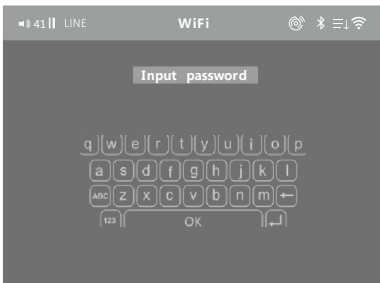 41 LINE WiFi
Input password
q w e r t y u i o p
a s d f g h j k l
ABC z x c v b n m ←
123 OK